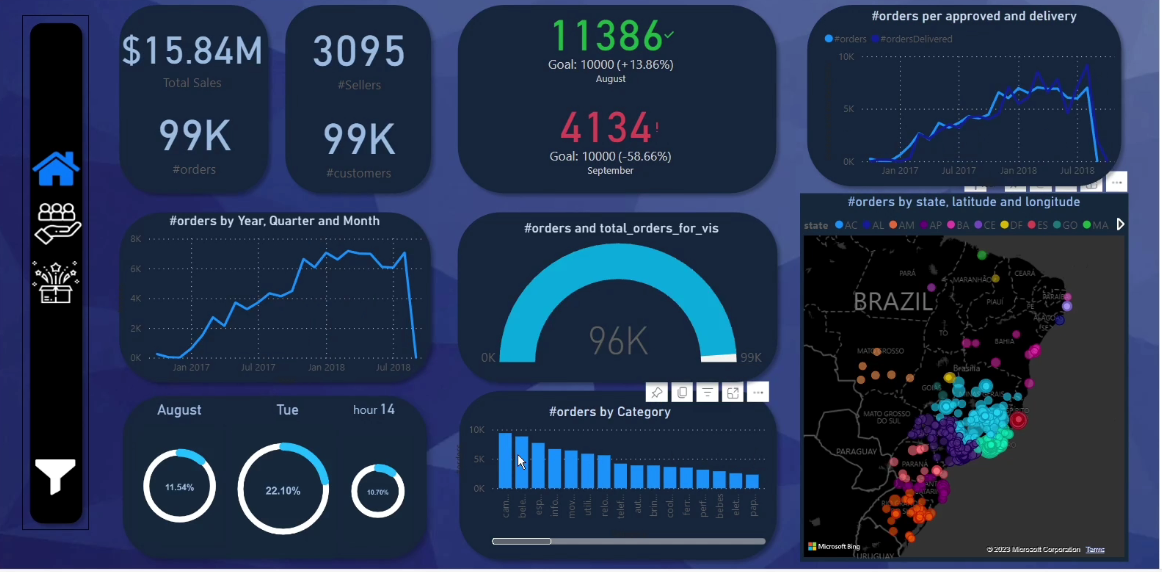 $15.84M
Total Sales
99K
#orders
3095
#Sellers
99K
#customers
11386
Goal: 10000 (+13.86%)
August
4134!
Goal: 10000 (-58.66%)
September
#orders per approved and delivery
#orders #ordersDelivered
10K
5K
0K
Jan 2017 Jul 2017 Jan 2018 Jul 2018
#orders by Year, Quarter and Month
8K
6K
4K
2K
0K
Jan 2017 Jul 2017 Jan 2018 Jul 2018
#orders and total_orders_for_vis
96K
0K 99K
#orders by state, latitude and longitude
state AC AL AM AP BA CE DF ES GO MA
PARÁ
MARANHÃO
CEARÁ
BRAZIL
PIAUÍ
PE
TO
BAHIA
MATO GROSSO
Brasília
MATO GROSSO
DO SUL
PARAGUAY
PARANÁ
URUGUAY
Microsoft Bing
© 2023 Microsoft Corporation Terms
August Tue hour 14
11.54% 22.10% 10.70%
#orders by Category
10K
5K
0K
cam... bele... esp... info... mov... utili... relo... telef... aut... brin... cool... ferr... perf... bebes elet... pap...